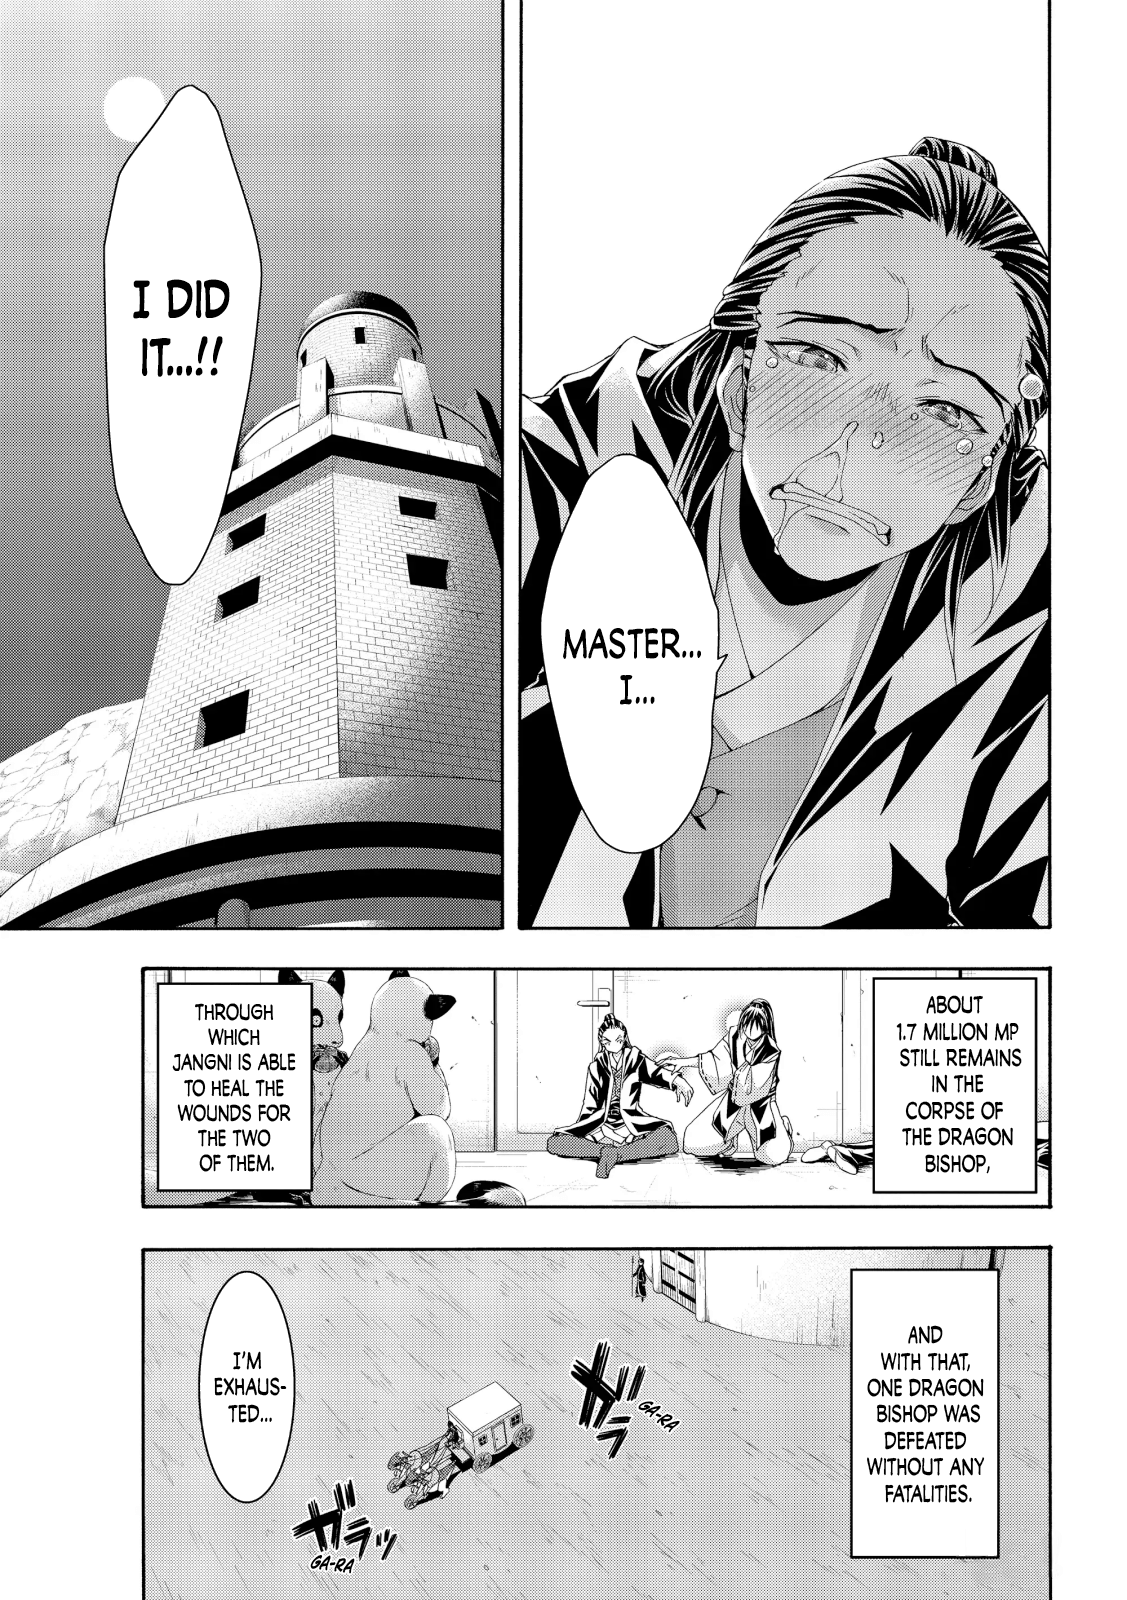 MASTER...
I...
I DID
IT...!!
ABOUT
1.7 MILLION MP
STILL REMAINS
IN THE
CORPSE OF
THE DRAGON
BISHOP,
THROUGH
WHICH
JANGNI IS ABLE
TO HEAL THE
WOUNDS FOR
THE TWO
OF THEM.
AND
WITH THAT,
ONE DRAGON
BISHOP WAS
DEFEATED
WITHOUT ANY
FATALITIES.
ガラッ
GA-RA
I'M
EXHAUS-
TED...
ガラッ
GA-RA